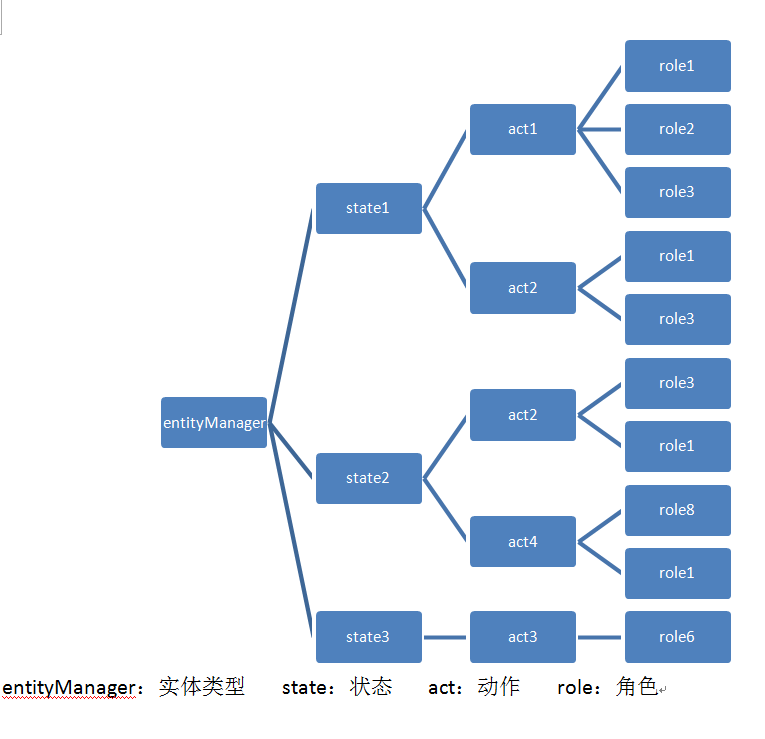 role1
act1
role2
role3
state1
role1
act2
role3
role3
act2
role1
entityManager
state2
role8
act4
role1
state3
act3
role6
entityManager：实体类型 state：状态 act：动作 role：角色